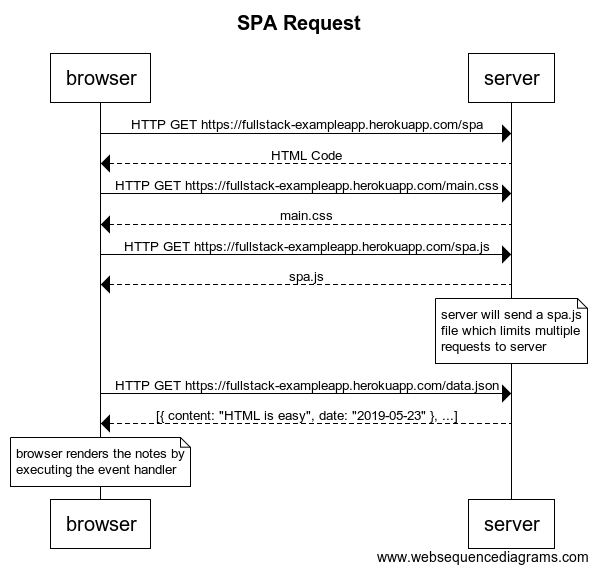 SPA Request
browser
server
HTTP GET https://fullstack-exampleapp.herokuapp.com/spa
HTML Code
HTTP GET https://fullstack-exampleapp.herokuapp.com/main.css
main.css
HTTP GET https://fullstack-exampleapp.herokuapp.com/spa.js
spa.js
server will send a spa.js
file which limits multiple
requests to server
HTTP GET https://fullstack-exampleapp.herokuapp.com/data.json
[{ content: "HTML is easy", date: "2019-05-23" }, ...]
browser renders the notes by
executing the event handler
browser
server
www.websequencediagrams.com